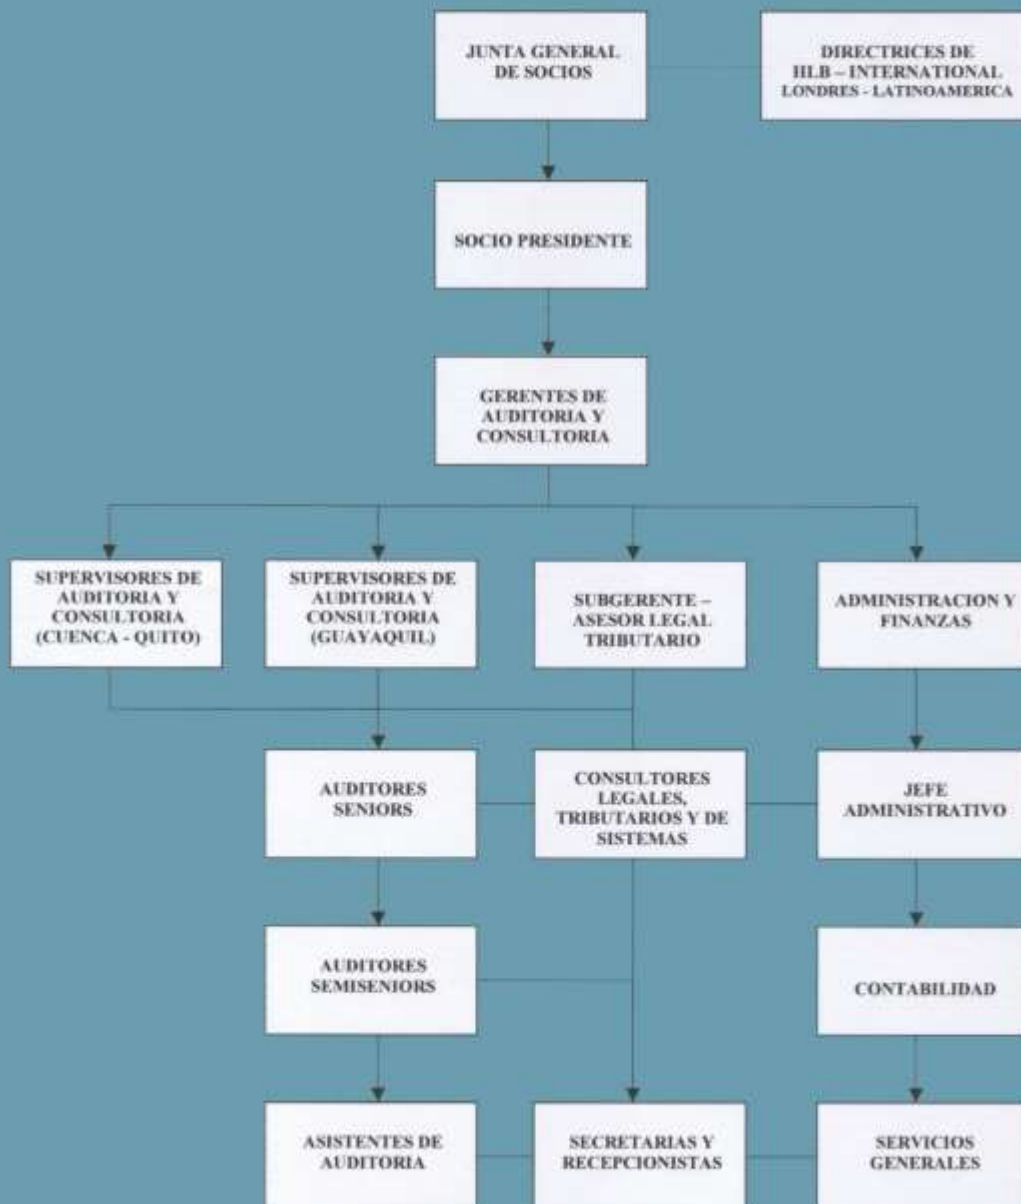 JUNTA GENERAL
DE SOCIOS
DIRECTRICES DE
HLB – INTERNATIONAL
LONDRES - LATINOAMERICA
SOCIO PRESIDENTE
GERENTES DE
AUDITORIA Y
CONSULTORIA
SUPERVISORES DE
AUDITORIA Y
CONSULTORIA
(CUENCA - QUITO)
SUPERVISORES DE
AUDITORIA Y
CONSULTORIA
(GUAYAQUIL)
SUBGERENTE –
ASESOR LEGAL
TRIBUTARIO
ADMINISTRACION Y
FINANZAS
AUDITORES
SENIORS
CONSULTORES
LEGALES,
TRIBUTARIOS Y DE
SISTEMAS
JEFE
ADMINISTRATIVO
AUDITORES
SEMISENIORS
CONTABILIDAD
ASISTENTES DE
AUDITORIA
SECRETARIAS Y
RECEPCIONISTAS
SERVICIOS
GENERALES